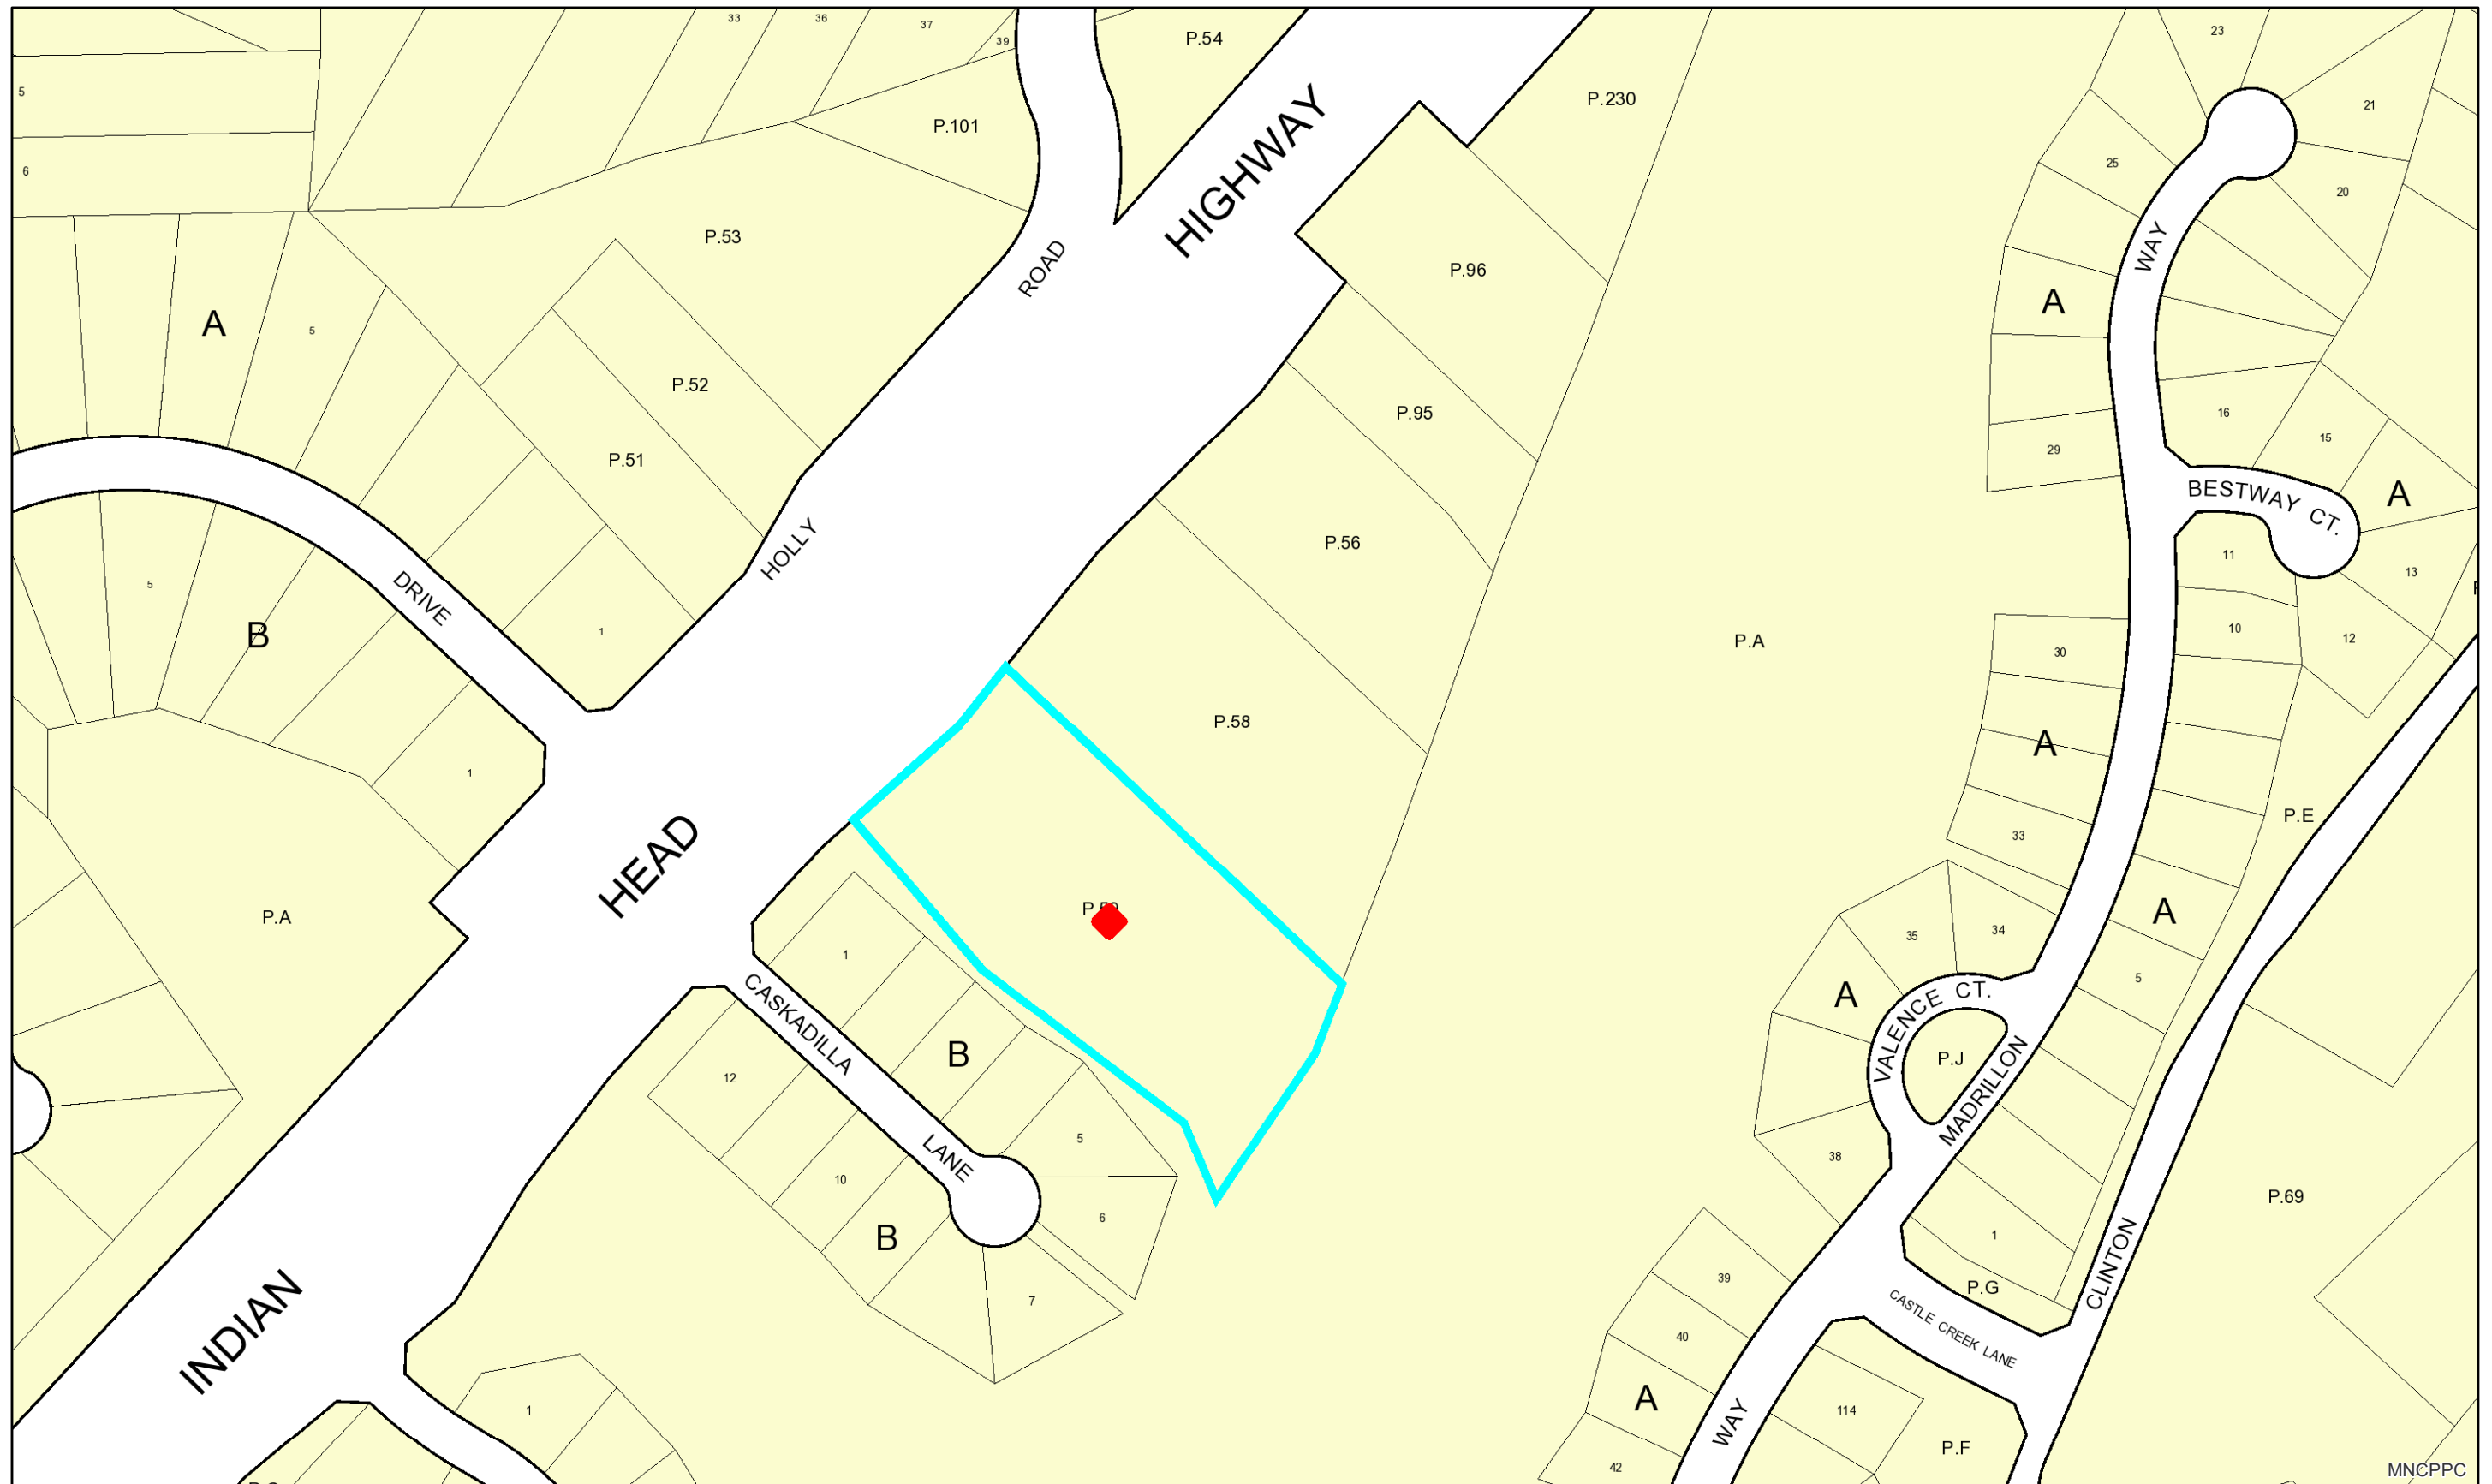 33
36
37
39
P.54
23
5
P.101
P.230
21
6
25
20
P.53
HIGHWAY
WAY
ROAD
P.96
A
A
5
P.52
P.95
16
15
29
P.51
BESTWAY CT.
A
HOLLY
P.56
11
13
DRIVE
5
B
1
10
12
P.A
30
P.58
A
1
P.E
HEAD
33
P.A
A
35
34
1
5
CASKADILLA
A
VALENCE CT.
B
P.J
12
MADRILLON
5
LANE
38
10
P.69
6
B
1
39
CLINTON
7
P.G
INDIAN
CASTLE CREEK LANE
40
A
1
WAY
114
P.F
42
MNCPPC